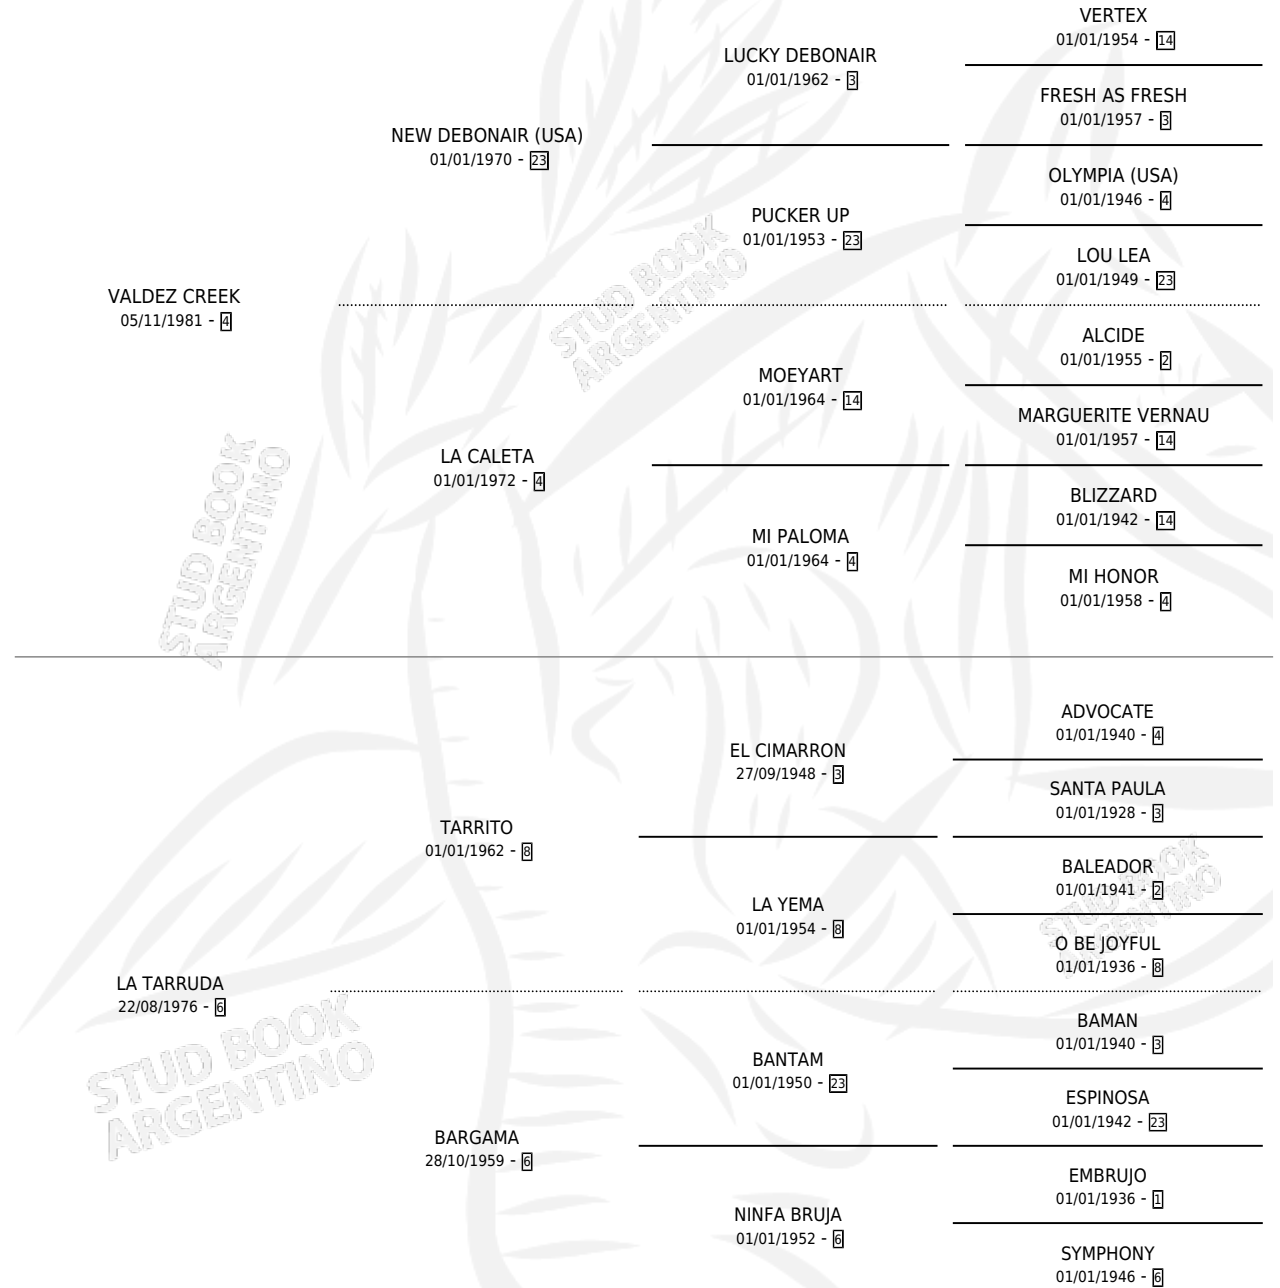 VERTEX
01/01/1954 - 14
LUCKY DEBONAIR
01/01/1962 - 3
FRESH AS FRESH
01/01/1957 - 3
NEW DEBONAIR (USA)
01/01/1970 - 23
OLYMPIA (USA)
01/01/1946 - 4
PUCKER UP
01/01/1953 - 23
LOU LEA
01/01/1949 - 23
VALDEZ CREEK
05/11/1981 - 4
ALCIDE
01/01/1955 - 2
MOEYART
01/01/1964 - 14
MARGUERITE VERNAU
01/01/1957 - 14
LA CALETA
01/01/1972 - 4
BLIZZARD
01/01/1942 - 14
MI PALOMA
01/01/1964 - 4
MI HONOR
01/01/1958 - 4
ADVOCATE
01/01/1940 - 4
EL CIMARRON
27/09/1948 - 3
SANTA PAULA
01/01/1928 - 3
TARRITO
01/01/1962 - 8
BALEADOR
01/01/1941 - 2
LA YEMA
01/01/1954 - 8
O BE JOYFUL
01/01/1936 - 8
LA TARRUDA
22/08/1976 - 6
BAMAN
01/01/1940 - 3
BANTAM
01/01/1950 - 23
ESPINOSA
01/01/1942 - 23
BARGAMA
28/10/1959 - 6
EMBRUJO
01/01/1936 - 1
NINFA BRUJA
01/01/1952 - 6
SYMPHONY
01/01/1946 - 6
STUD BOOK
ARGENTINO
STUD BOOK
ARGENTINO
STUD BOOK
ARGENTINO
STUD BOOK
ARGENTINO